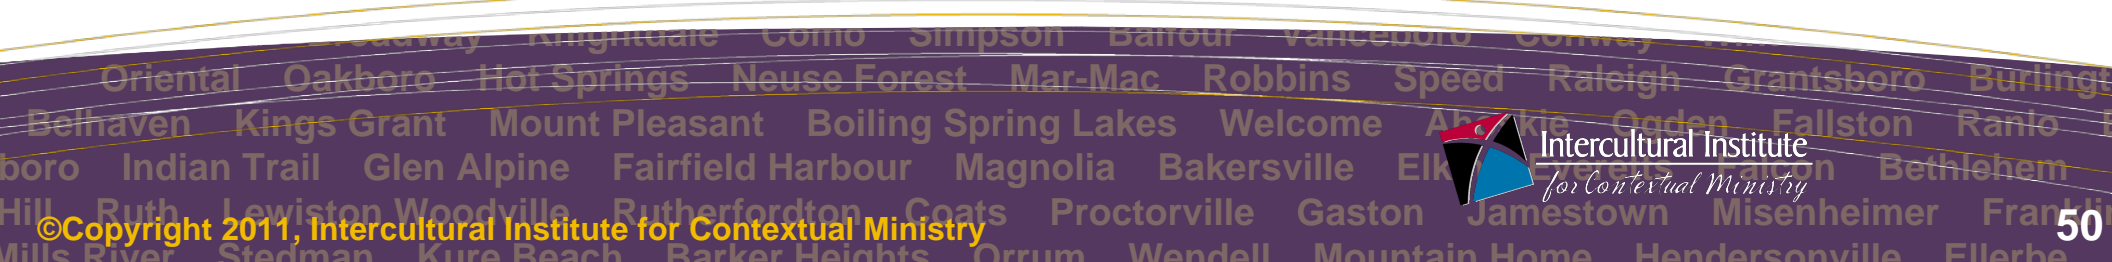 Broadway Knightdale Como Simpson Balfour Vanceboro Conway
Oriental Oakboro Hot Springs Neuse Forest Mar-Mac Robbins Speed Raleigh Grantsboro Burlingt
Belhaven Kings Grant Mount Pleasant Boiling Spring Lakes Welcome Ogden Fallston Ranlo
boro Indian Trail Glen Alpine Fairfield Harbour Magnolia Bakersville Elk Everetts Bethlehem
Intercultural Institute
for Contextual Ministry
Hill Ruth Lewiston Woodville Rutherfordton Coats Proctorville Gaston Jamestown Misenheimer Franklin
©Copyright 2011, Intercultural Institute for Contextual Ministry
50
Mills River Stedman Kure Beach Barker Heights Orrum Wendell Mountain Home Hendersonville Ellerbe